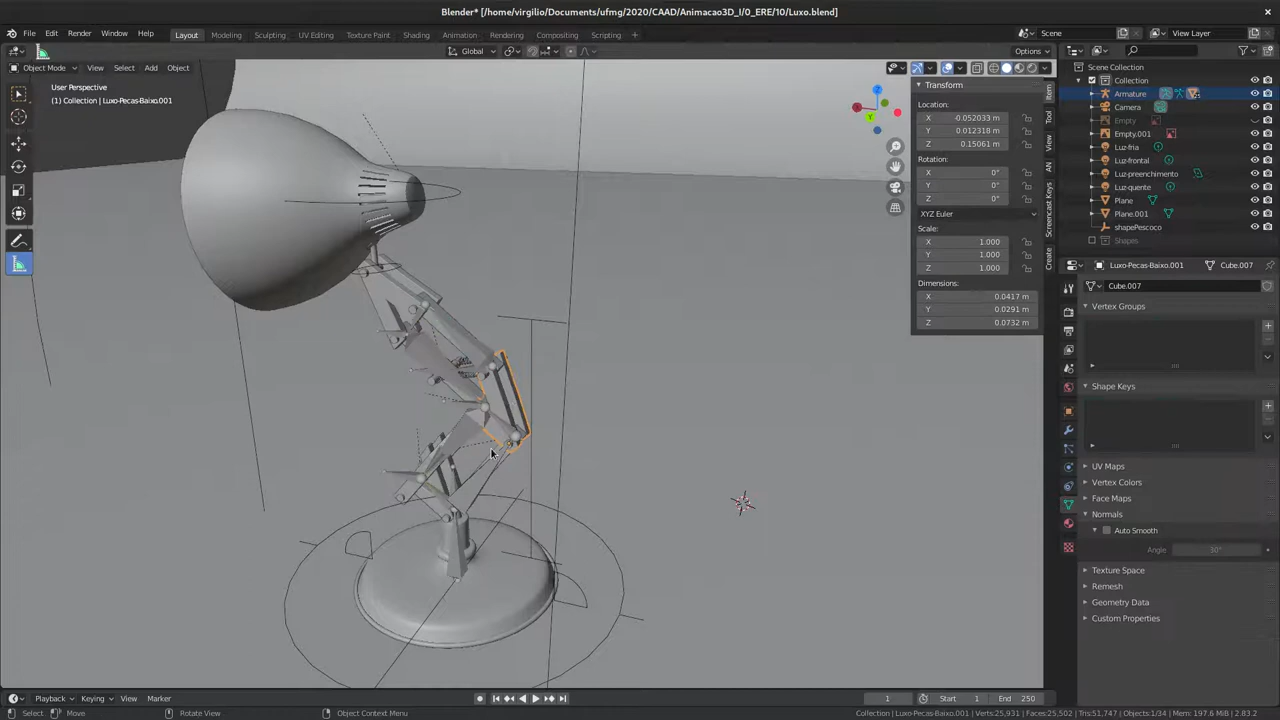 Blender* [/home/virgilio/Documents/ufmg/2020/CAAD/Animacao3D_I/0_ERE/10/Luxo.blend]
File Edit Render Window Help Layout Modeling Sculpting UV Editing Texture Paint Shading Animation Rendering Compositing Scripting Scene View Layer
Global Options
Object Mode View Select Add Object
User Perspective
(1) Collection | Luxo-Pecas-Baixo.001
Transform
Location:
X -0.052033 m
Y 0.012318 m
Z 0.15061 m
Rotation:
X 0°
Y 0°
Z 0°
XYZ Euler
Scale:
X 1.000
Y 1.000
Z 1.000
Dimensions:
X 0.0417 m
Y 0.0291 m
Z 0.0732 m
Item
Tool
View
AN
Screencast Keys
Create
Scene Collection
Collection
Armature
Camera
Empty
Empty.001
Luz-fria
Luz-frontal
Luz-preenchimento
Luz-quente
Plane
Plane.001
shapePescoco
Shapes
Luxo-Pecas-Baixo.001 Cube.007
Cube.007
Vertex Groups
Shape Keys
UV Maps
Vertex Colors
Face Maps
Normals
Auto Smooth
Angle 30°
Texture Space
Remesh
Geometry Data
Custom Properties
Playback Keying View Marker 1 Start 1 End 250
Select Move Rotate View Object Context Menu Collection | Luxo-Pecas-Baixo.001 | Verts:25,931 | Faces:25,502 | Tris:51,747 | Objects:1/34 | Mem: 197.6 MiB | 2.83.2